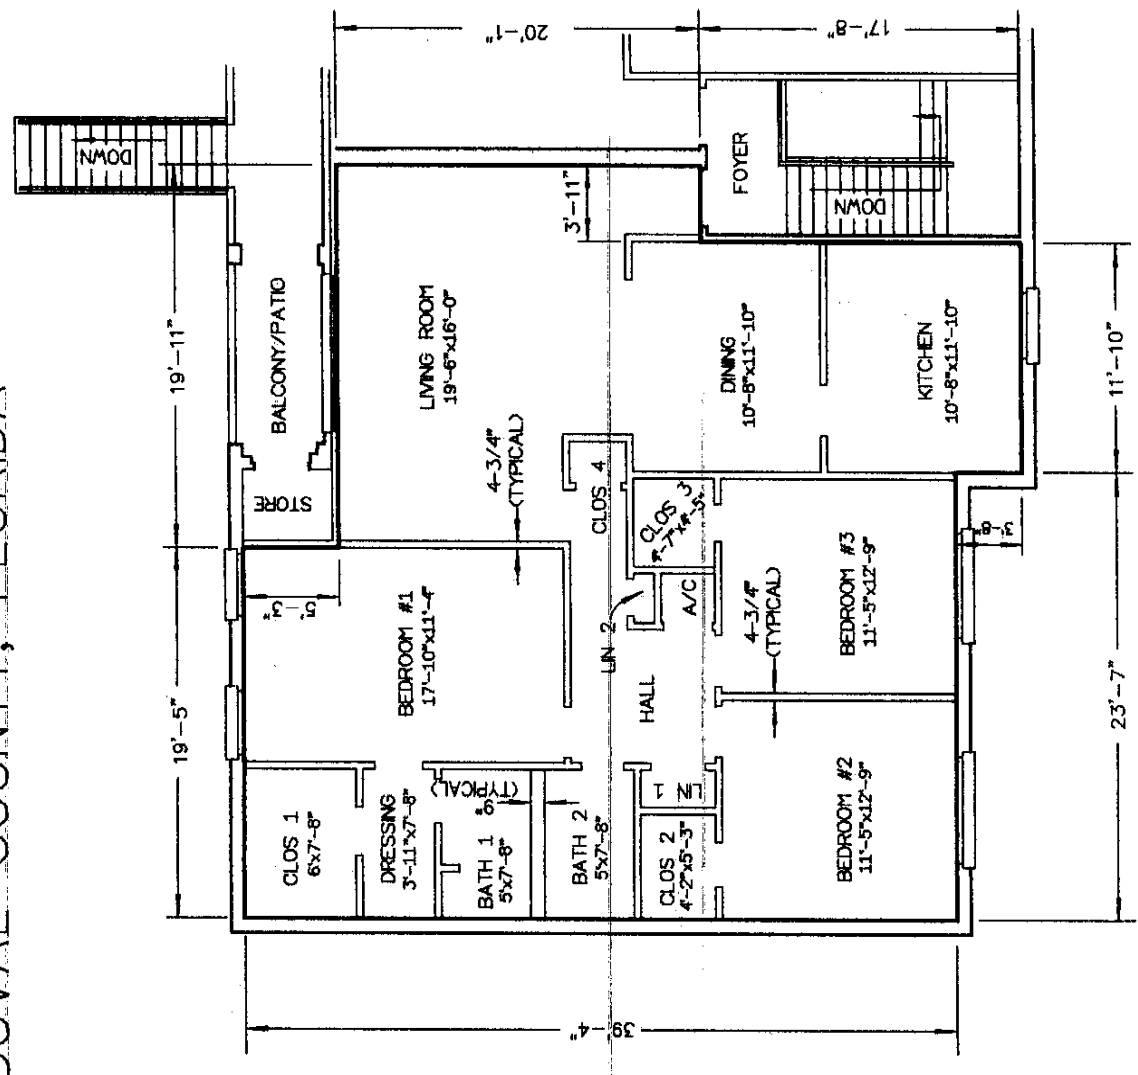 DUVAL COUNTY, FLORIDA
20'-1"
17'-8"
DOWN
FOYER
DOWN
3'-11"
19'-11"
BALCONY/PATIO
LIVING ROOM
19'-6"x16'-0"
DINING
10'-8"x11'-10"
KITCHEN
10'-8"x11'-10"
11'-10"
4-3/4"
(TYPICAL)
STORE
CLOS 4
CLOS 3
3'-8"
5'-3"
BEDROOM #1
17'-10"x11'-4"
LIN 2
A/C
4-3/4"
(TYPICAL)
BEDROOM #3
11'-5"x12'-9"
19'-5"
HALL
23'-7"
CLOS 1
6'x7'-8"
DRESSING
3'-11"x7'-8"
(TYPICAL)
9"
BATH 1
5'x7'-8"
BATH 2
5'x7'-8"
LIN 1
CLOS 2
4'-2"x5'-3"
BEDROOM #2
11'-5"x12'-9"
39'-4"